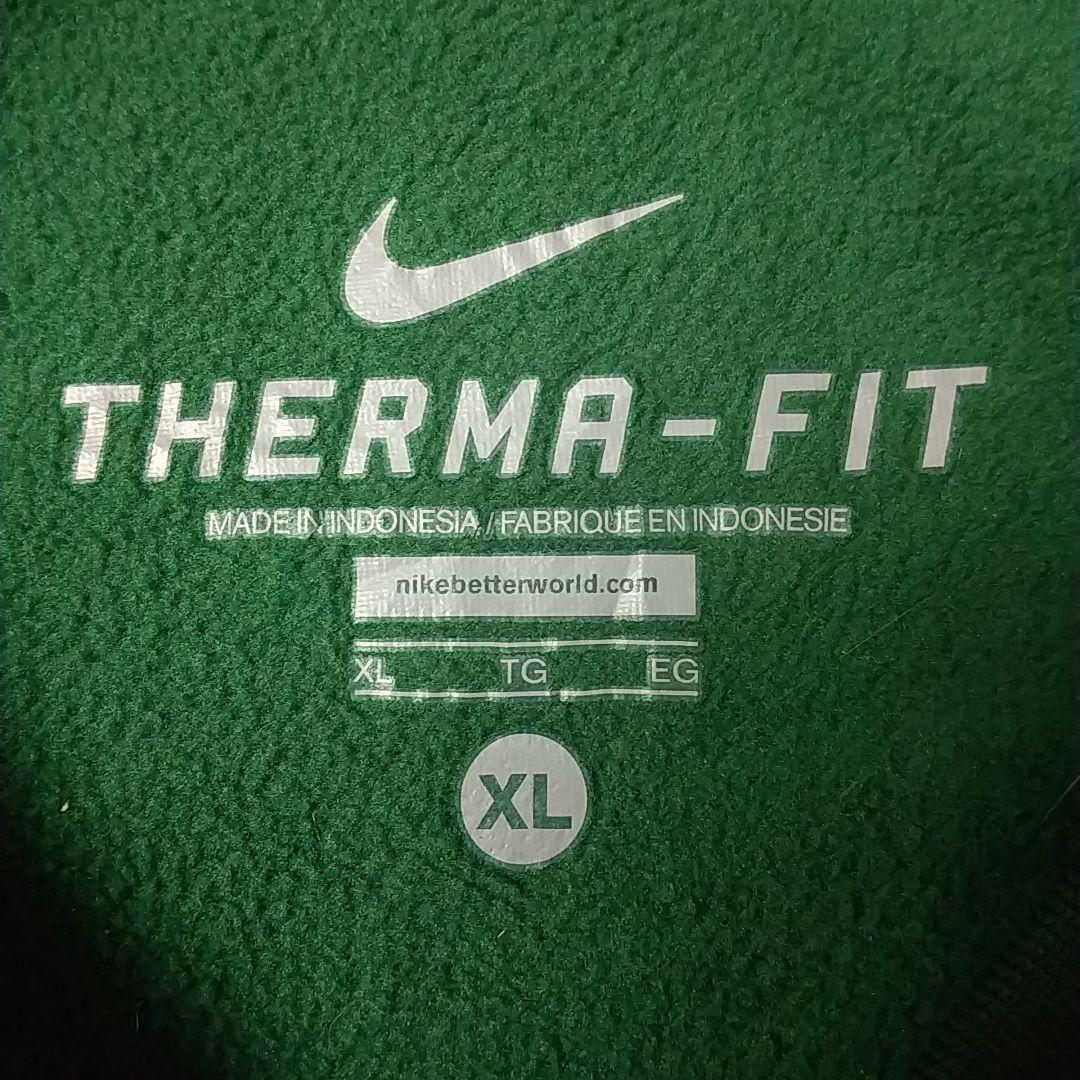 THERMA-FIT
MADE IN INDONESIA / FABRIQUE EN INDONESIE
nikebetterworld.com
XL TG EG
XL